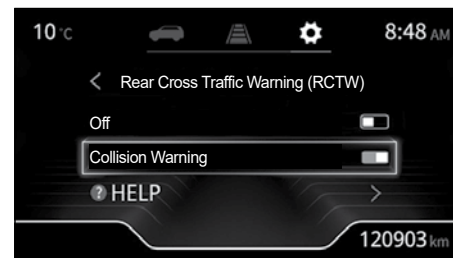 10 °C 8:48 AM
Rear Cross Traffic Warning (RCTW)
Off
Collision Warning
? HELP
120903 km